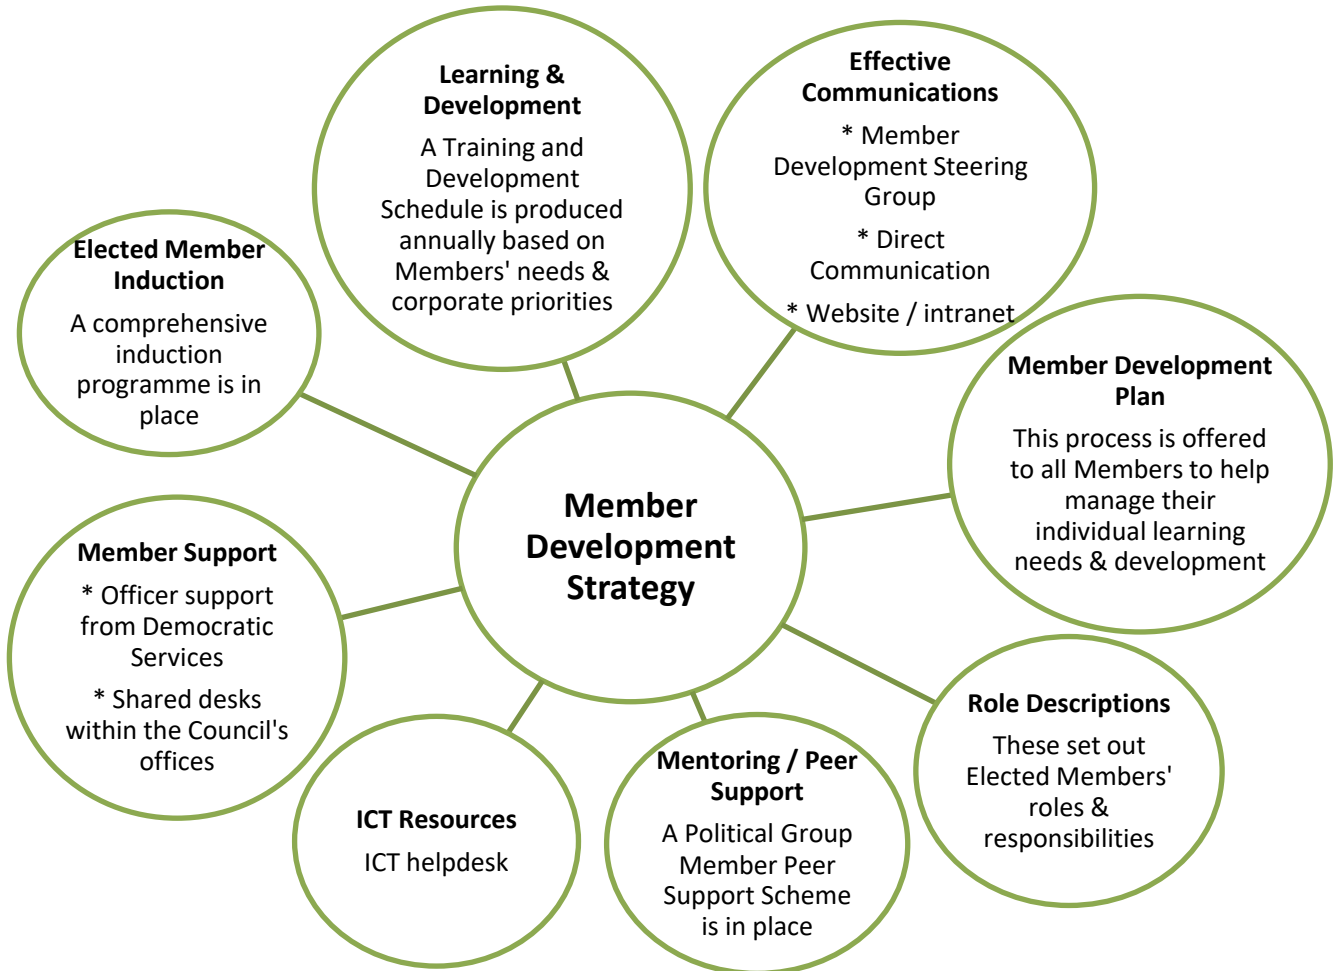 Learning &
Development
A Training and
Development
Schedule is produced
annually based on
Members' needs &
corporate priorities
Effective
Communications
* Member
Development Steering
Group
* Direct
Communication
* Website / intranet
Elected Member
Induction
A comprehensive
induction
programme is in
place
Member Development
Plan
This process is offered
to all Members to help
manage their
individual learning
needs & development
Member
Development
Strategy
Member Support
* Officer support
from Democratic
Services
* Shared desks
within the Council's
offices
Role Descriptions
These set out
Elected Members'
roles &
responsibilities
ICT Resources
ICT helpdesk
Mentoring / Peer
Support
A Political Group
Member Peer
Support Scheme
is in place